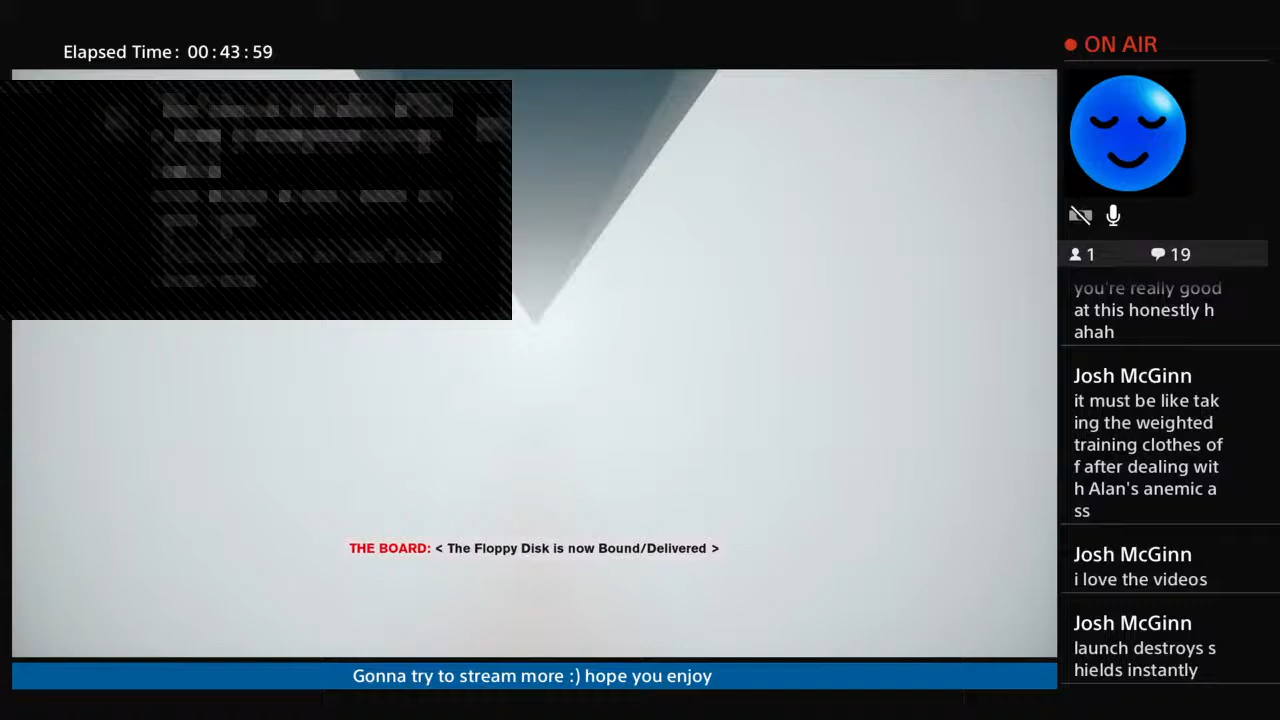 Elapsed Time: 00:43:59
ON AIR
1
19
you're really good
at this honestly h
ahah
Josh McGinn
it must be like tak
ing the weighted
training clothes of
f after dealing wit
h Alan's anemic a
ss
Josh McGinn
i love the videos
Josh McGinn
launch destroys s
hields instantly
THE BOARD: < The Floppy Disk is now Bound/Delivered >
Gonna try to stream more :) hope you enjoy